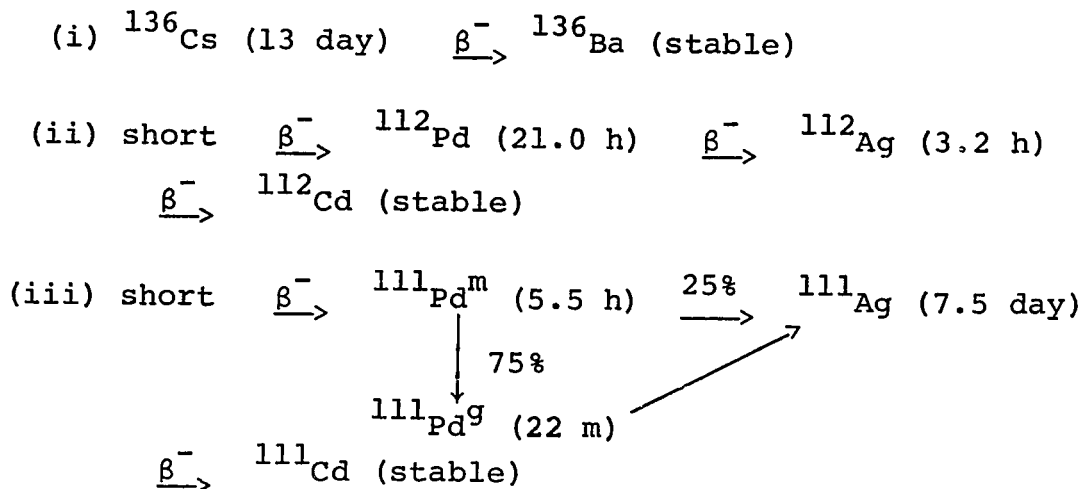 (i) ¹³⁶Cs (13 day) β⁻ → ¹³⁶Ba (stable)
(ii) short β⁻ → ¹¹²Pd (21.0 h) β⁻ → ¹¹²Ag (3.2 h)
β⁻ → ¹¹²Cd (stable)
(iii) short β⁻ → ¹¹¹Pdᵐ (5.5 h) 25% → ¹¹¹Ag (7.5 day)
75%
¹¹¹Pdᵍ (22 m)
β⁻ → ¹¹¹Cd (stable)